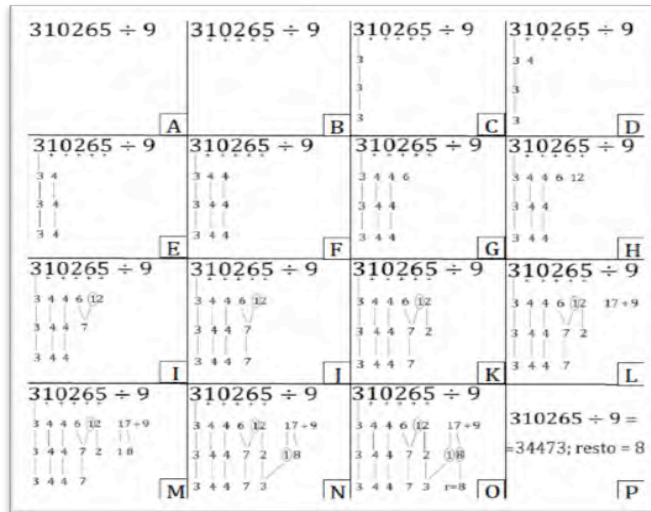 310265 ÷ 9
A
310265 ÷ 9
B
310265 ÷ 9
3
3
3
C
310265 ÷ 9
3 4
3
3
D
310265 ÷ 9
3 4
3 4
3 4
E
310265 ÷ 9
3 4 4
3 4 4
3 4 4
F
310265 ÷ 9
3 4 4 6
3 4 4
3 4 4
G
310265 ÷ 9
3 4 4 6 12
3 4 4
3 4 4
H
310265 ÷ 9
3 4 4 6 12
3 4 4 7
3 4 4
I
310265 ÷ 9
3 4 4 6 12
3 4 4 7
3 4 4 7
J
310265 ÷ 9
3 4 4 6 12
3 4 4 7 2
3 4 4 7
K
310265 ÷ 9
3 4 4 6 12 17÷9
3 4 4 7 2
3 4 4 7
L
310265 ÷ 9
3 4 4 6 12 17÷9
3 4 4 7 2 1 8
3 4 4 7
M
310265 ÷ 9
3 4 4 6 12 17÷9
3 4 4 7 2 18
3 4 4 7 3
N
310265 ÷ 9
3 4 4 6 12 17÷9
3 4 4 7 2 18
3 4 4 7 3 r=8
O
310265 ÷ 9 =
=34473; resto = 8
P